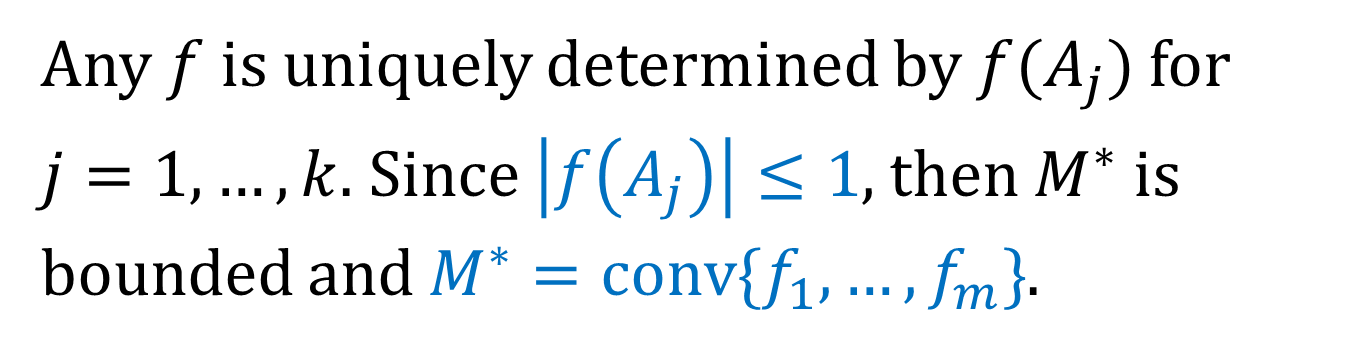 Any f is uniquely determined by f(A_j) for
j = 1, … , k. Since |f(A_j)| ≤ 1, then M* is
bounded and M* = conv{f_1, … , f_m}.